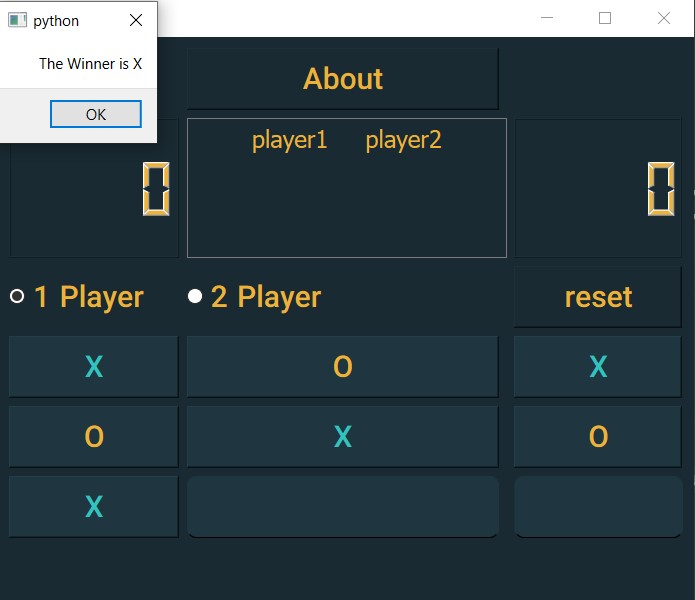 python
The Winner is X
OK
About
player1 player2
0 0
1 Player 2 Player reset
X O X
O X O
X